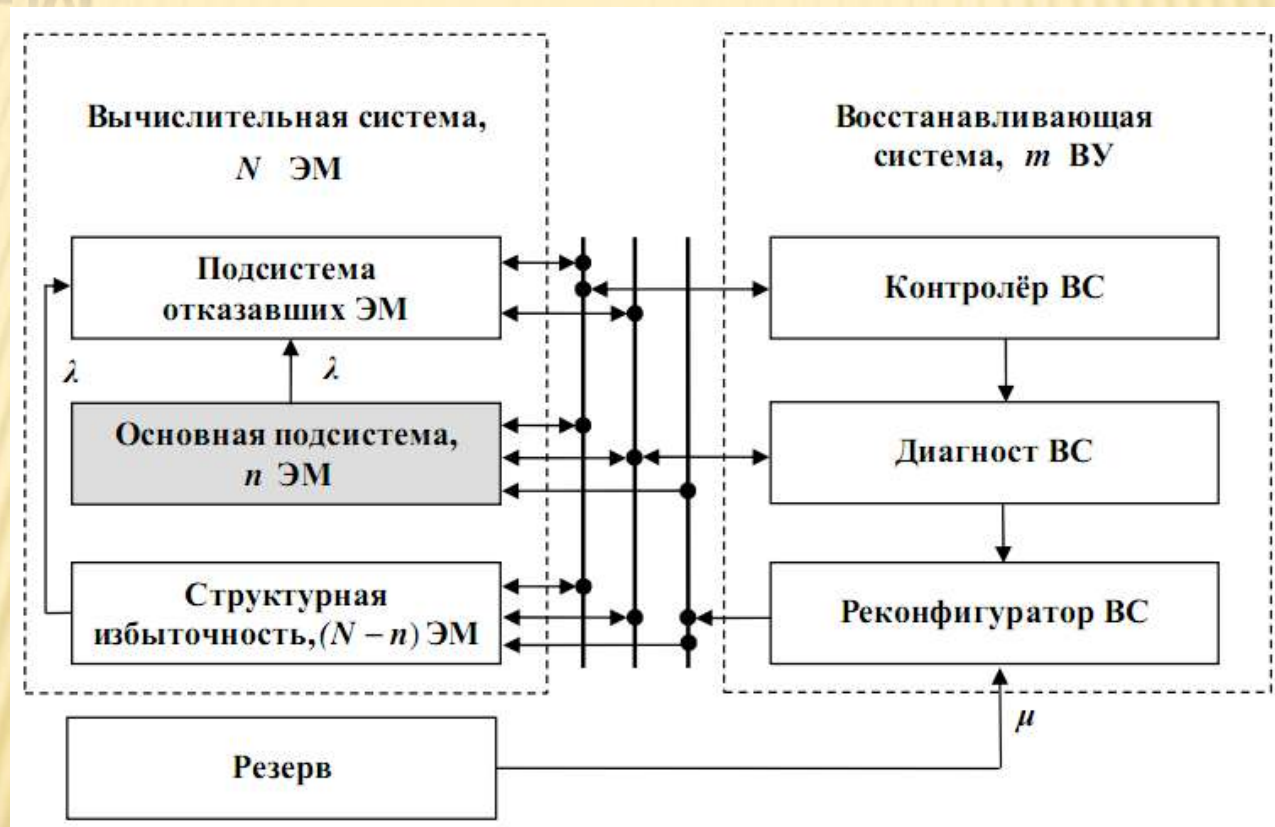 Вычислительная система,
N ЭМ
Восстанавливающая
система, m ВУ
Подсистема
отказавших ЭМ
Контролёр ВС
λ
λ
Основная подсистема,
n ЭМ
Диагност ВС
Структурная
избыточность,(N – n) ЭМ
Реконфигуратор ВС
μ
Резерв